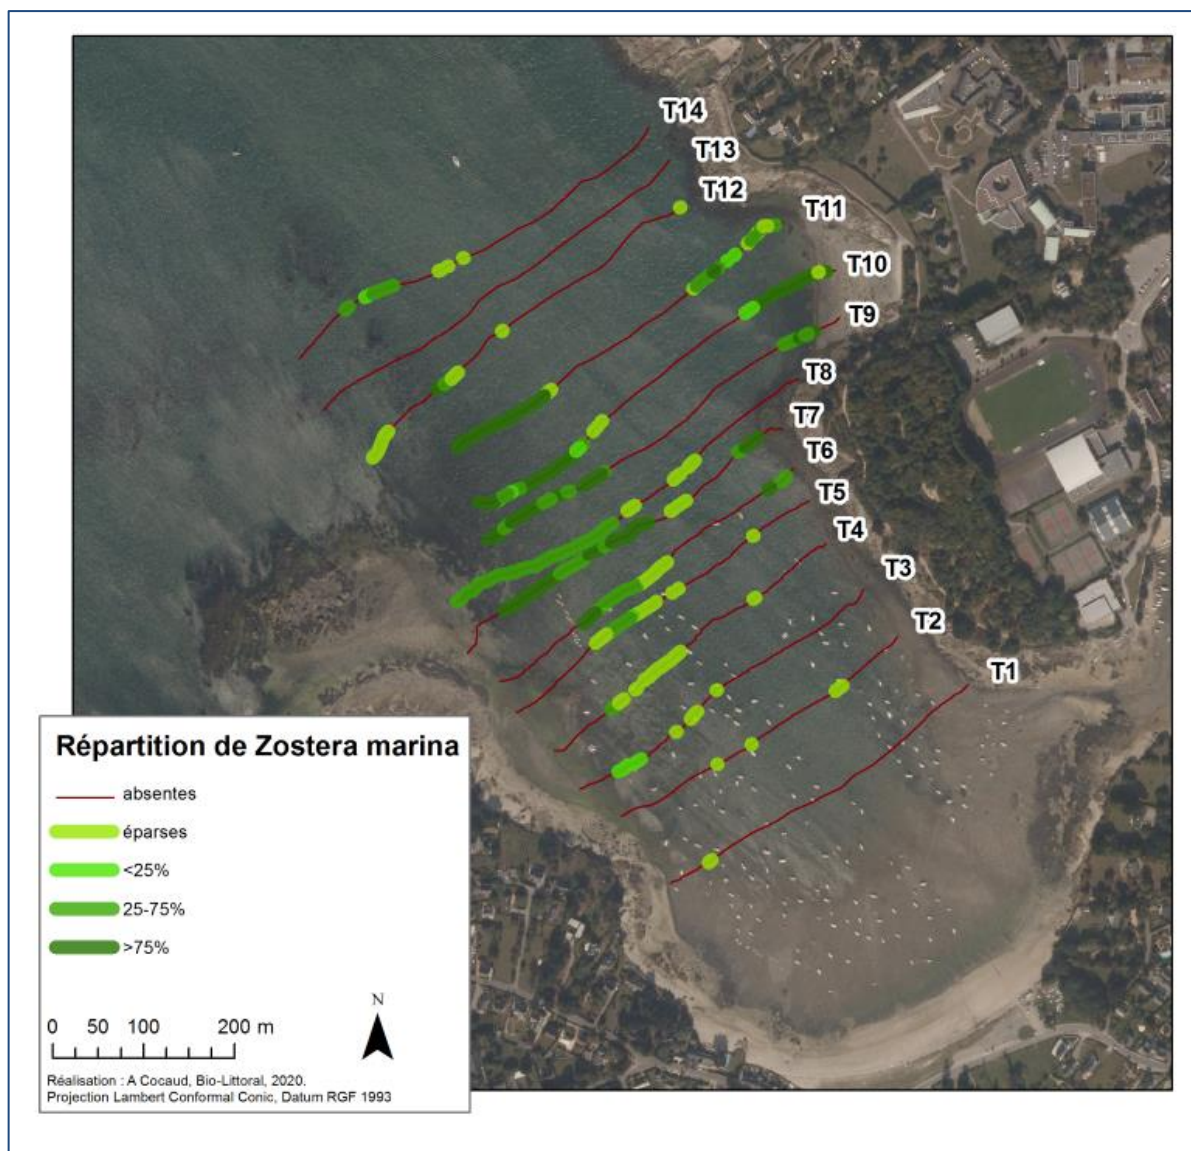 T14
T13
T12
T11
T10
T9
T8
T7
T6
T5
T4
T3
T2
T1
Répartition de Zostera marina
absentes
éparses
<25%
25-75%
>75%
N
0 50 100 200 m
Réalisation : A Cocaud, Bio-Littoral, 2020.
Projection Lambert Conformal Conic, Datum RGF 1993